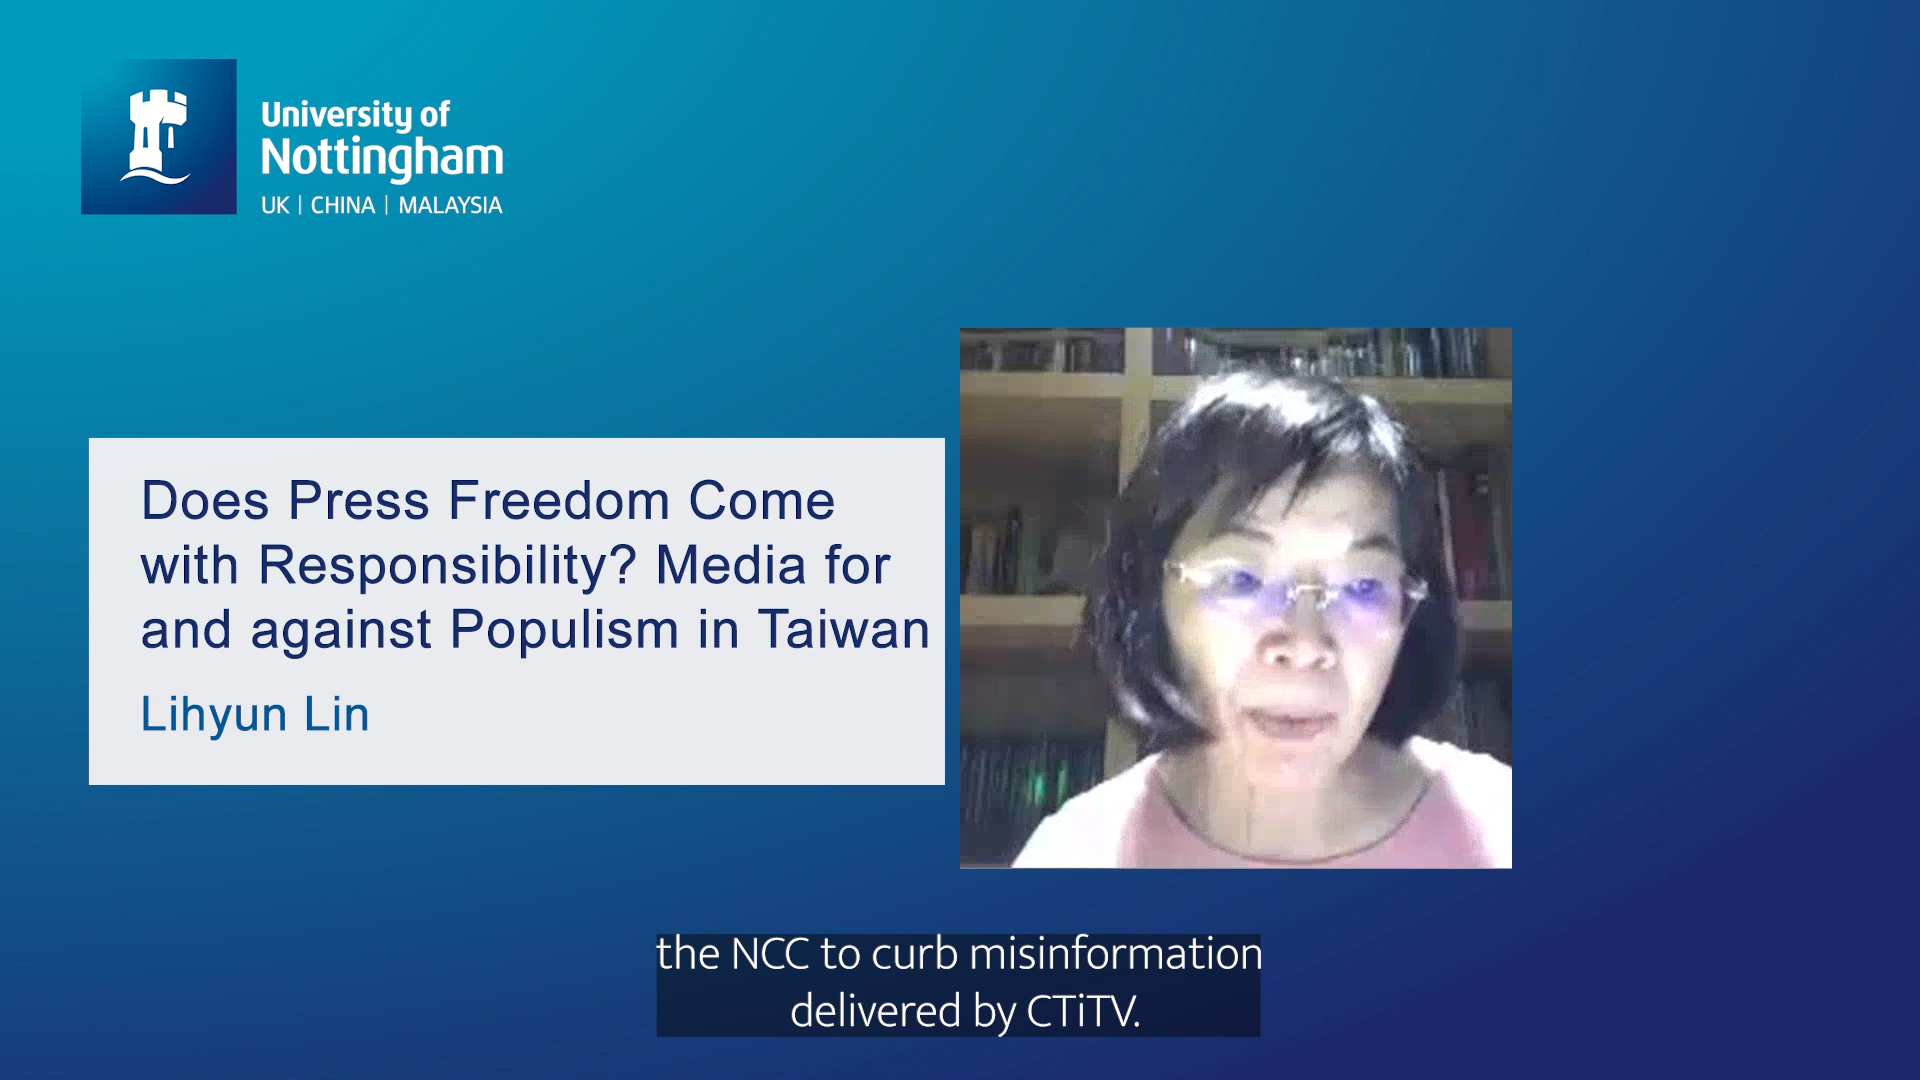 University of
Nottingham
UK | CHINA | MALAYSIA
Does Press Freedom Come
with Responsibility? Media for
and against Populism in Taiwan
Lihyun Lin
the NCC to curb misinformation
delivered by CTiTV.